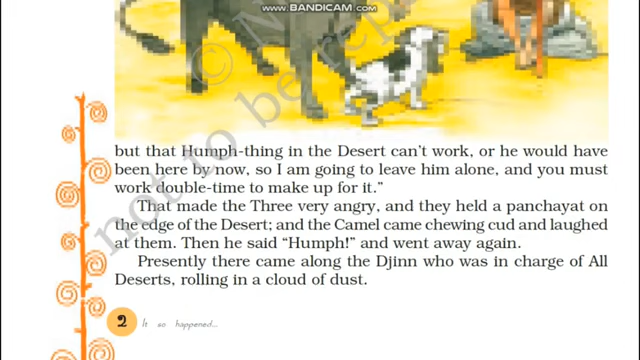 WWW.BANDICAM.COM
© N
not to be rep
but that Humph-thing in the Desert can't work, or he would have
been here by now, so I am going to leave him alone, and you must
work double-time to make up for it."
That made the Three very angry, and they held a panchayat on
the edge of the Desert; and the Camel came chewing cud and laughed
at them. Then he said "Humph!" and went away again.
Presently there came along the Djinn who was in charge of All
Deserts, rolling in a cloud of dust.
2 It so happened...